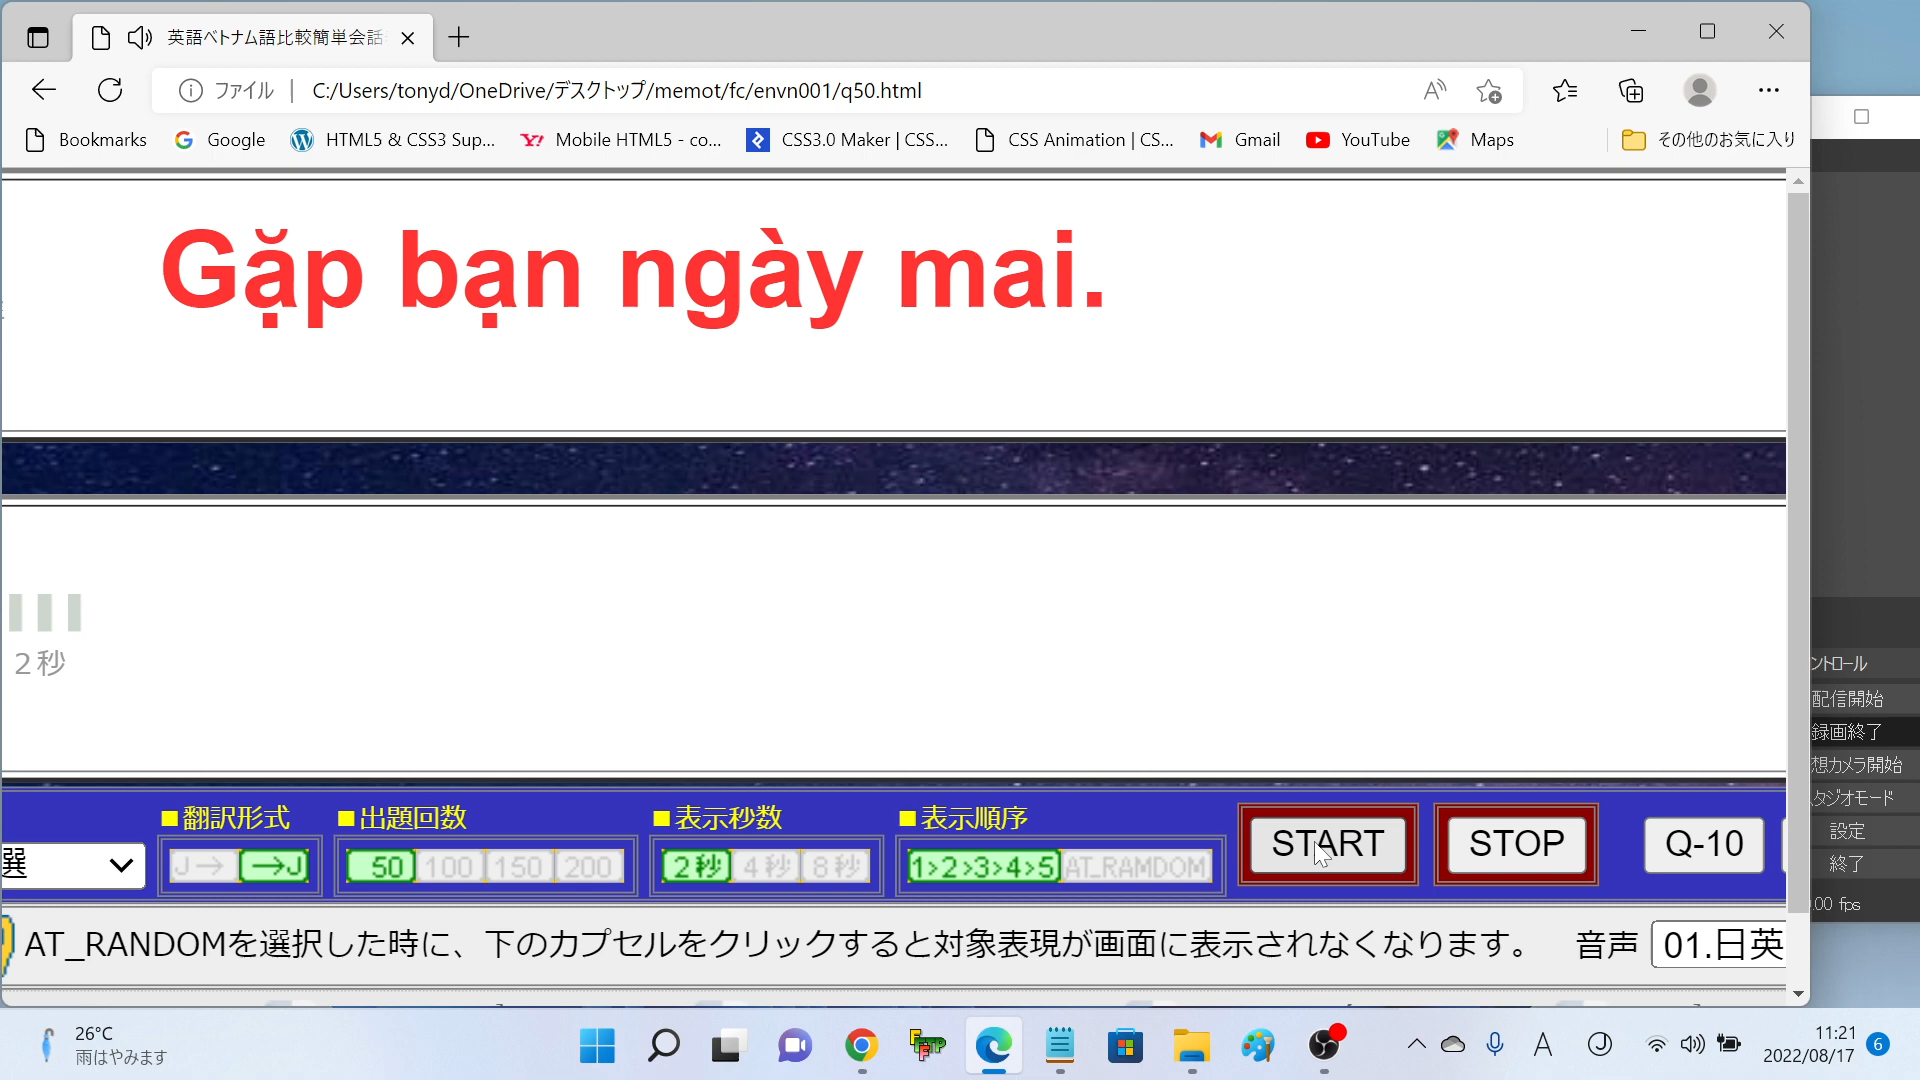 英語ベトナム語比較簡単会話
ファイル
C:/Users/tonyd/OneDrive/デスクトップ/memot/fc/envn001/q50.html
Bookmarks
Google
HTML5 & CSS3 Sup...
Mobile HTML5 - co...
CSS3.0 Maker | CSS...
CSS Animation | CS...
Gmail
YouTube
Maps
その他のお気に入り
Gặp bạn ngày mai.
2秒
■翻訳形式
■出題回数
■表示秒数
■表示順序
選
J→
→J
50
100
150
200
2秒
4秒
8秒
1>2>3>4>5
AT_RAMDOM
START
STOP
Q-10
AT_RANDOMを選択した時に、下のカプセルをクリックすると対象表現が画面に表示されなくなります。
音声
01.日英
ントロール
配信開始
録画終了
想カメラ開始
タジオモード
設定
終了
.00 fps
26°C
雨はやみます
11:21
2022/08/17
6